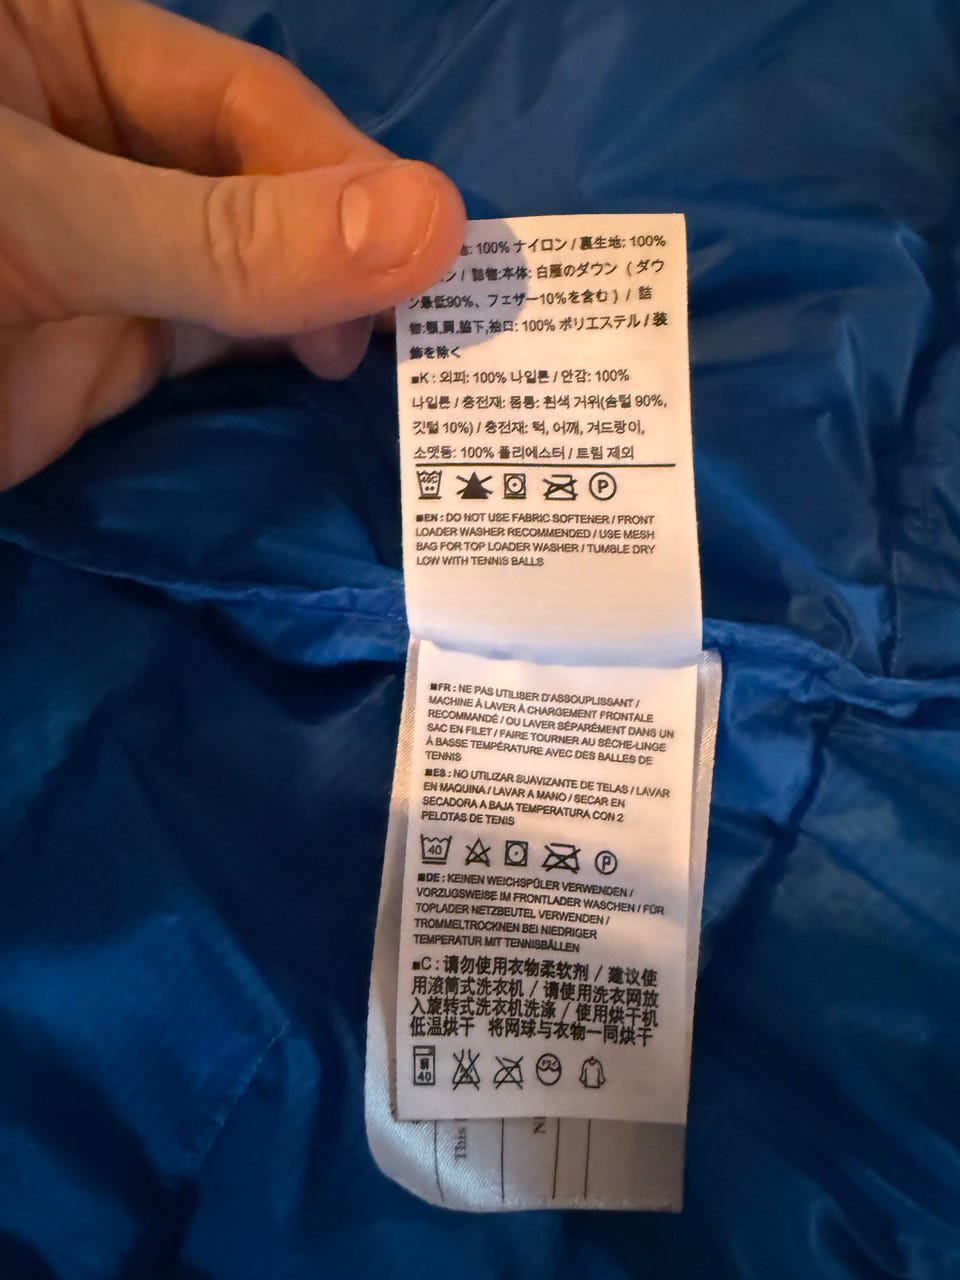 地: 100% ナイロン / 裏生地: 100%
ン / 詰物:本体: 白雁のダウン ( ダウ
ン最低90%、フェザー10%を含む ) / 詰
物:顎,肩,脇下,袖口: 100% ポリエステル / 装
飾を除く
■K : 외피: 100% 나일론 / 안감: 100%
나일론 / 충전재: 몸통: 흰색 거위(솜털 90%,
깃털 10%) / 충전재: 턱, 어깨, 겨드랑이,
소맷동: 100% 폴리에스터 / 트림 제외
40C
P
■EN : DO NOT USE FABRIC SOFTENER / FRONT
LOADER WASHER RECOMMENDED / USE MESH
BAG FOR TOP LOADER WASHER / TUMBLE DRY
LOW WITH TENNIS BALLS
■FR : NE PAS UTILISER D'ASSOUPLISSANT /
MACHINE À LAVER À CHARGEMENT FRONTALE
RECOMMANDÉ / OU LAVER SÉPARÉMENT DANS UN
SAC EN FILET / FAIRE TOURNER AU SÈCHE-LINGE
À BASSE TEMPÉRATURE AVEC DES BALLES DE
TENNIS
■ES : NO UTILIZAR SUAVIZANTE DE TELAS / LAVAR
EN MAQUINA / LAVAR A MANO / SECAR EN
SECADORA A BAJA TEMPERATURA CON 2
PELOTAS DE TENIS
40 P
■DE : KEINEN WEICHSPÜLER VERWENDEN /
VORZUGSWEISE IM FRONTLADER WASCHEN / FÜR
TOPLADER NETZBEUTEL VERWENDEN /
TROMMELTROCKNEN BEI NIEDRIGER
TEMPERATUR MIT TENNISBÄLLEN
■C : 请勿使用衣物柔软剂 / 建议使
用滚筒式洗衣机 / 请使用洗衣网放
入旋转式洗衣机洗涤 / 使用烘干机
低温烘干 将网球与衣物一同烘干
弱 40 ドライ
This